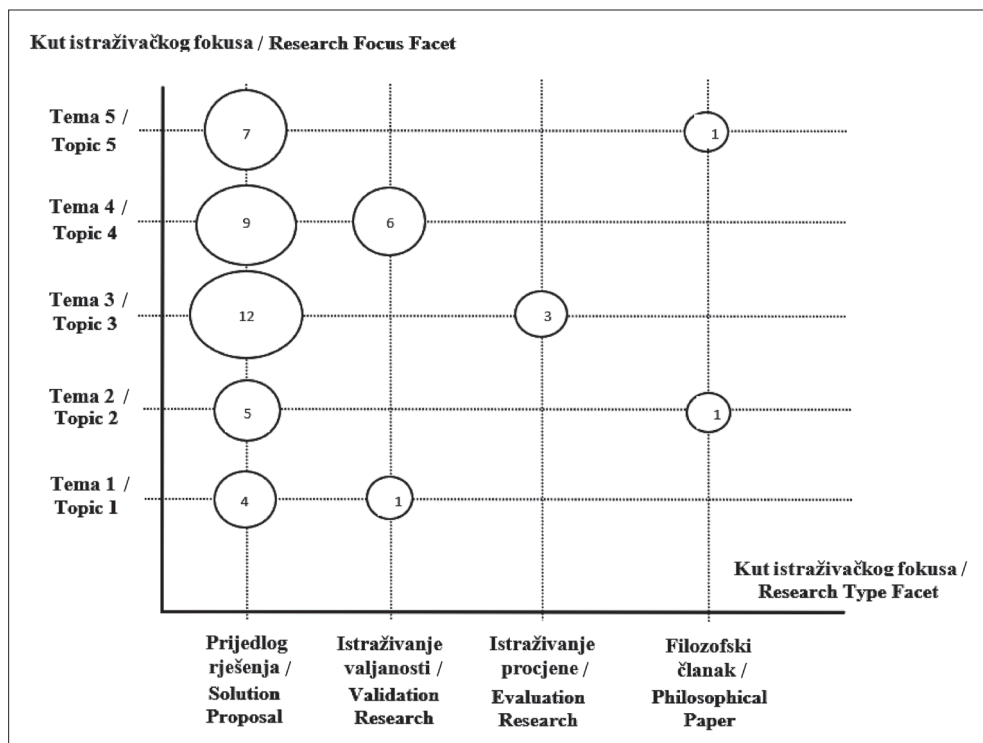 Kut istraživačkog fokusa / Research Focus Facet
Tema 5 /
Topic 5
7
1
Tema 4 /
Topic 4
9
6
Tema 3 /
Topic 3
12
3
Tema 2 /
Topic 2
5
1
Tema 1 /
Topic 1
4
1
Kut istraživačkog fokusa /
Research Type Facet
Prijedlog
rješenja /
Solution
Proposal
Istraživanje
valjanosti /
Validation
Research
Istraživanje
procjene /
Evaluation
Research
Filozofski
članak /
Philosophical
Paper